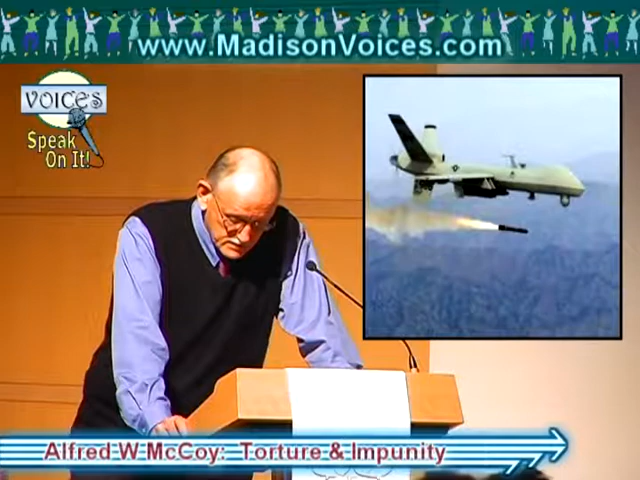 www.MadisonVoices.com
VOICES
Speak
On It!
Alfred W McCoy: Torture & Impunity